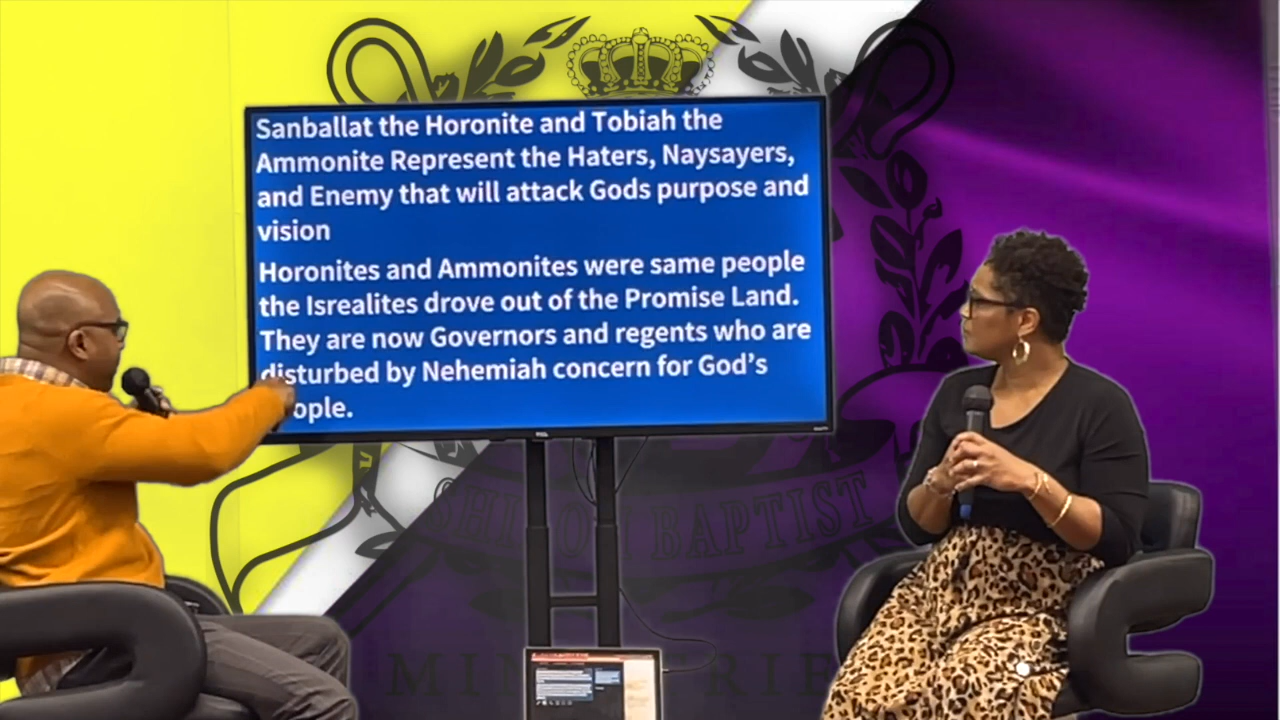 Sanballat the Horonite and Tobiah the
Ammonite Represent the Haters, Naysayers,
and Enemy that will attack Gods purpose and
vision
Horonites and Ammonites were same people
the Isrealites drove out of the Promise Land.
They are now Governors and regents who are
disturbed by Nehemiah concern for God's
ople.
TCL
BAPTIST